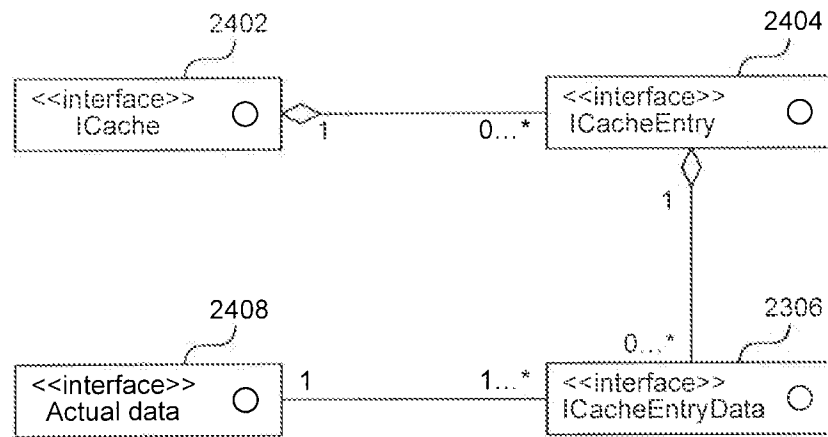 2402
2404
<<interface>>
ICache
1
0...*
<<interface>>
ICacheEntry
1
2408
2306
0...*
<<interface>>
Actual data
1
1...*
<<interface>>
ICacheEntryData